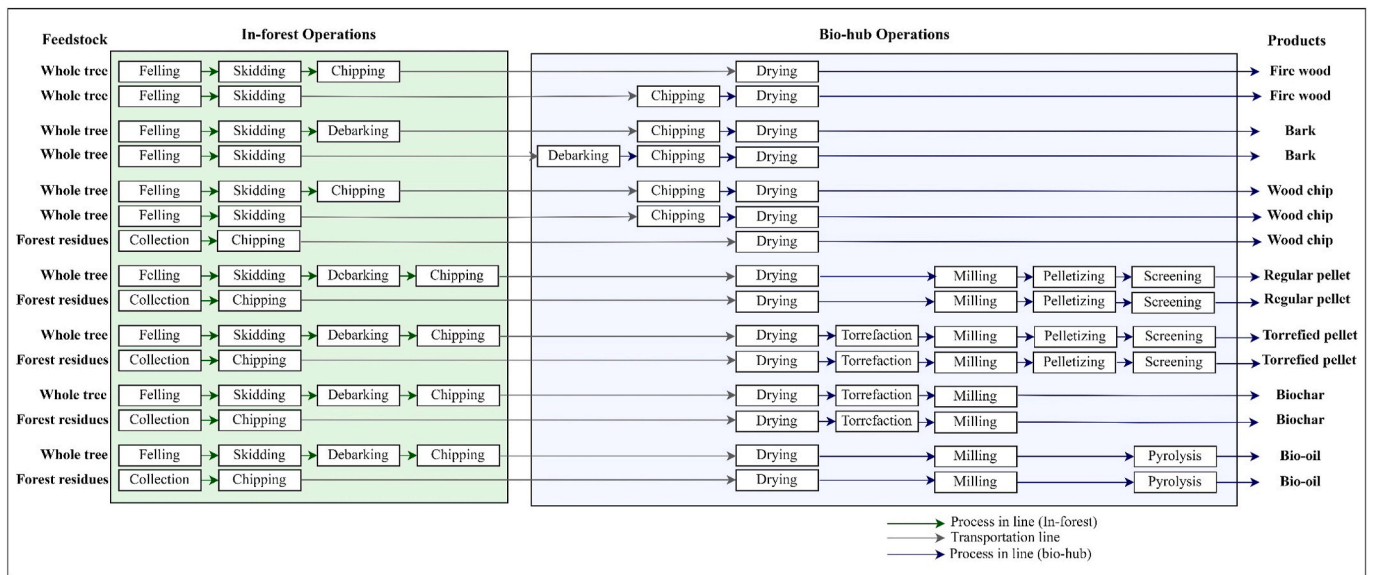 Feedstock In-forest Operations Bio-hub Operations Products
Whole tree Felling Skidding Chipping Drying Fire wood
Whole tree Felling Skidding Chipping Drying Fire wood
Whole tree Felling Skidding Debarking Chipping Drying Bark
Whole tree Felling Skidding Debarking Chipping Drying Bark
Whole tree Felling Skidding Chipping Chipping Drying Wood chip
Whole tree Felling Skidding Chipping Drying Wood chip
Forest residues Collection Chipping Drying Wood chip
Whole tree Felling Skidding Debarking Chipping Drying Milling Pelletizing Screening Regular pellet
Forest residues Collection Chipping Drying Milling Pelletizing Screening Regular pellet
Whole tree Felling Skidding Debarking Chipping Drying Torrefaction Milling Pelletizing Screening Torrefied pellet
Forest residues Collection Chipping Drying Torrefaction Milling Pelletizing Screening Torrefied pellet
Whole tree Felling Skidding Debarking Chipping Drying Torrefaction Milling Biochar
Forest residues Collection Chipping Drying Torrefaction Milling Biochar
Whole tree Felling Skidding Debarking Chipping Drying Milling Pyrolysis Bio-oil
Forest residues Collection Chipping Drying Milling Pyrolysis Bio-oil
Process in line (In-forest)
Transportation line
Process in line (bio-hub)